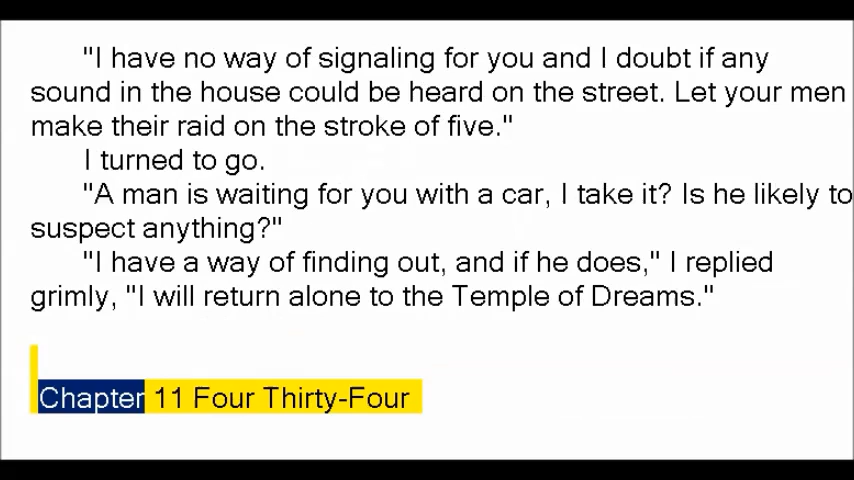 "I have no way of signaling for you and I doubt if any
sound in the house could be heard on the street. Let your men
make their raid on the stroke of five."
I turned to go.
"A man is waiting for you with a car, I take it? Is he likely to
suspect anything?"
"I have a way of finding out, and if he does," I replied
grimly, "I will return alone to the Temple of Dreams."
Chapter 11 Four Thirty-Four